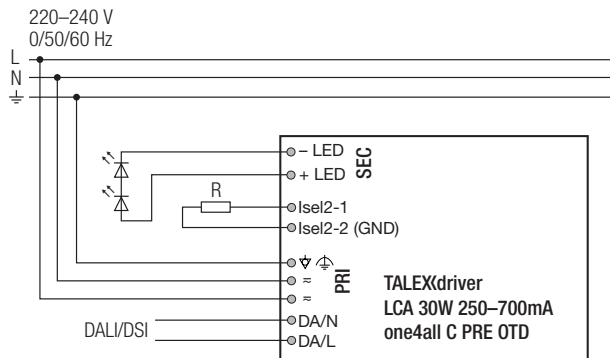 220–240 V
0/50/60 Hz
L
N
– LED
+ LED
SEC
R
Isel2-1
Isel2-2 (GND)
PRI
≂
≂
TALEXXdriver
LCA 30W 250–700mA
one4all C PRE OTD
DALI/DSI
DA/N
DA/L